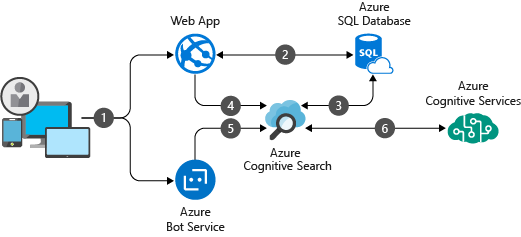 Web App
Azure
SQL Database
SQL
1
2
3
4
5
6
Azure
Cognitive Services
Azure
Cognitive Search
Azure
Bot Service